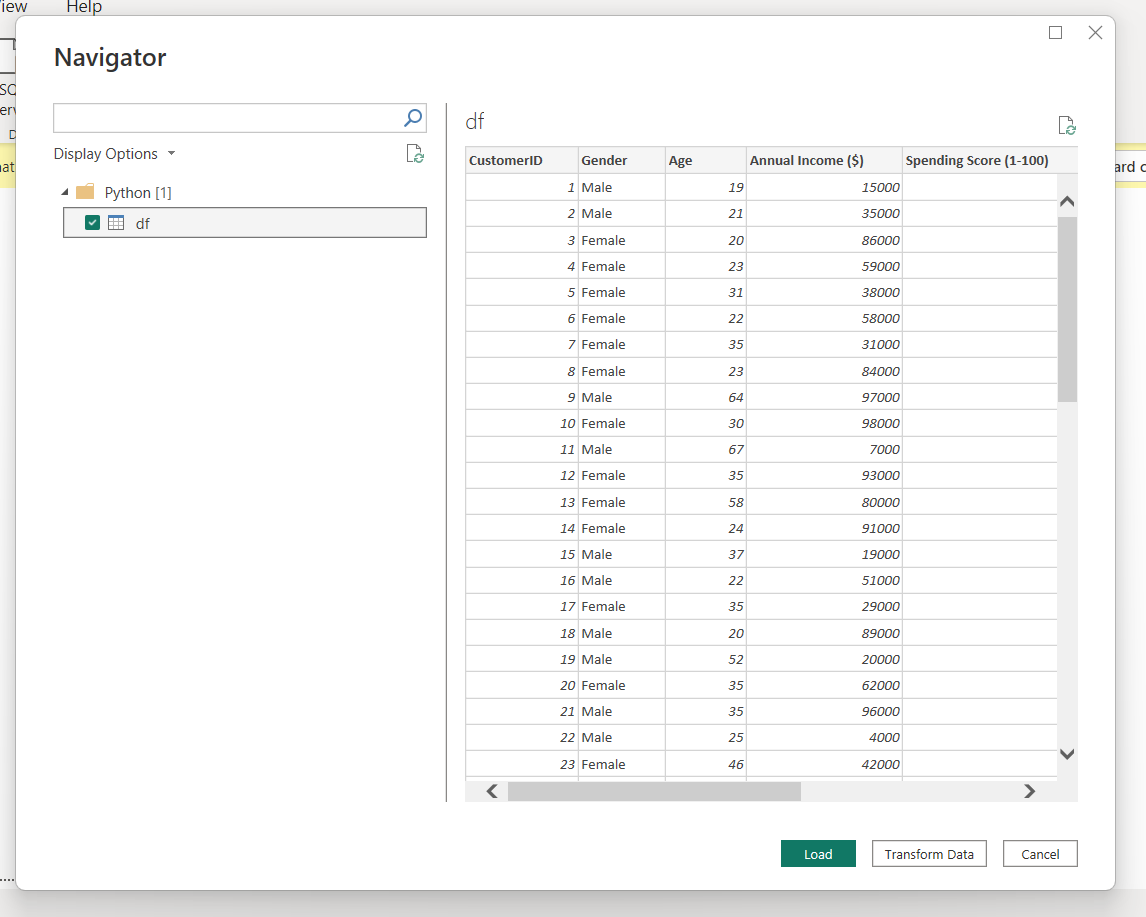 iew Help
Navigator
SQ
erv
D
at
ard c
Display Options
Python [1]
df
df
CustomerID Gender Age Annual Income ($) Spending Score (1-100)
1 Male 19 15000
2 Male 21 35000
3 Female 20 86000
4 Female 23 59000
5 Female 31 38000
6 Female 22 58000
7 Female 35 31000
8 Female 23 84000
9 Male 64 97000
10 Female 30 98000
11 Male 67 7000
12 Female 35 93000
13 Female 58 80000
14 Female 24 91000
15 Male 37 19000
16 Male 22 51000
17 Female 35 29000
18 Male 20 89000
19 Male 52 20000
20 Female 35 62000
21 Male 35 96000
22 Male 25 4000
23 Female 46 42000
Load Transform Data Cancel